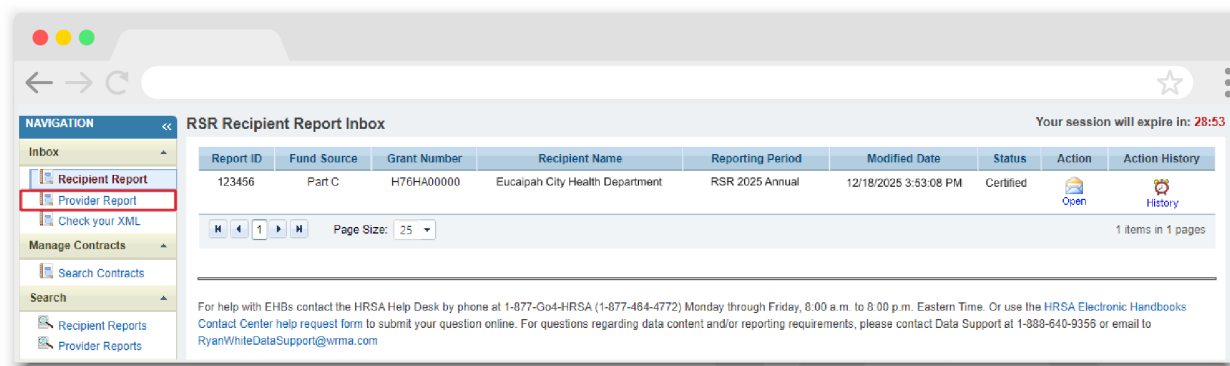 NAVIGATION «
RSR Recipient Report Inbox
Your session will expire in: 28:53
Inbox
Recipient Report
Provider Report
Check your XML
Manage Contracts
Search Contracts
Search
Recipient Reports
Provider Reports
Report ID Fund Source Grant Number Recipient Name Reporting Period Modified Date Status Action Action History
123456 Part C H76HA00000 Eucaipah City Health Department RSR 2025 Annual 12/18/2025 3:53:08 PM Certified Open History
1 Page Size: 25 1 items in 1 pages
For help with EHBs contact the HRSA Help Desk by phone at 1-877-Go4-HRSA (1-877-464-4772) Monday through Friday, 8:00 a.m. to 8:00 p.m. Eastern Time. Or use the HRSA Electronic Handbooks
Contact Center help request form to submit your question online. For questions regarding data content and/or reporting requirements, please contact Data Support at 1-888-640-9356 or email to
RyanWhiteDataSupport@wrma.com